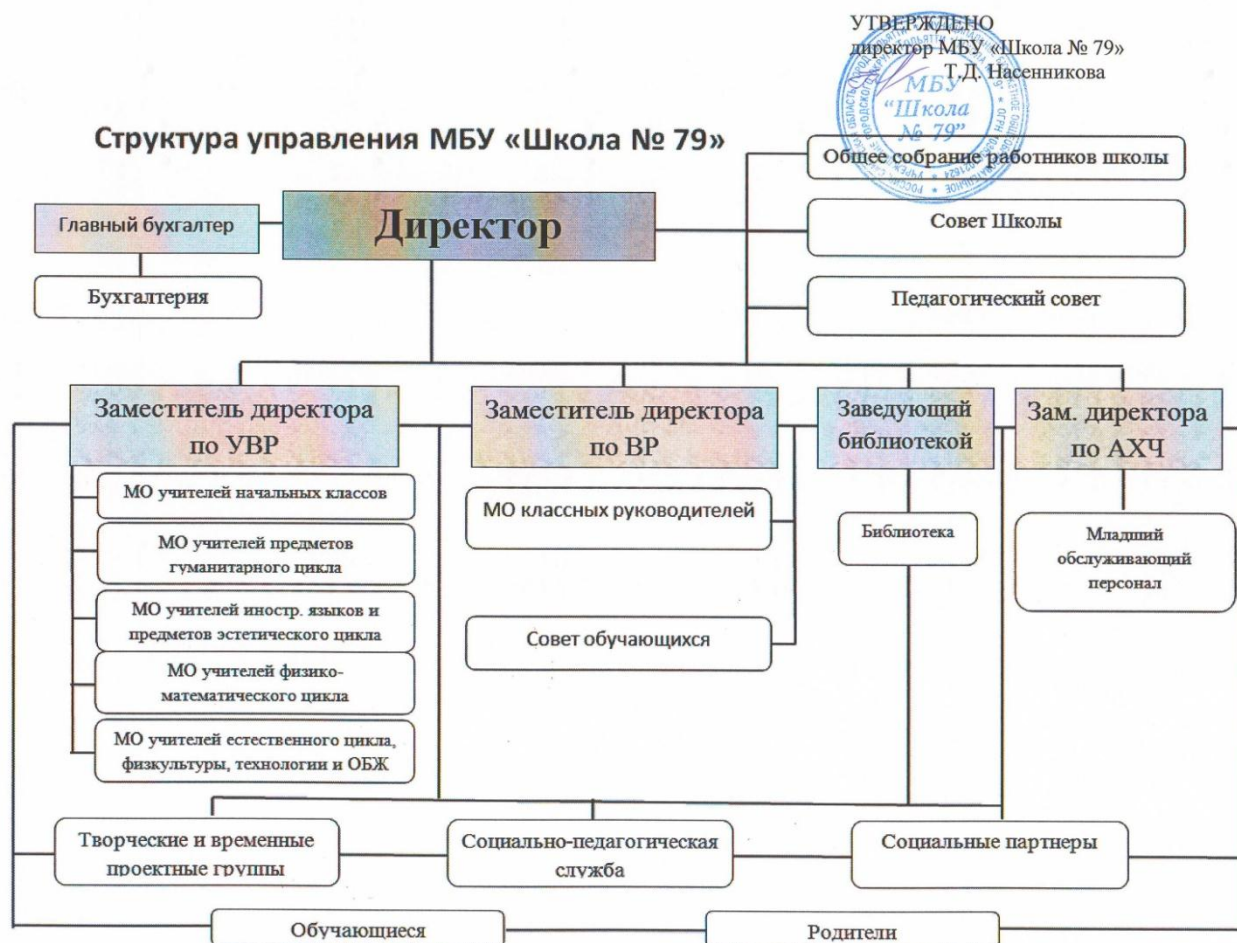 УТВЕРЖДЕНО
директор МБУ «Школа № 79»
Т.Д. Насенникова
МБУ
"Школа
№ 79"
Структура управления МБУ «Школа № 79»
Общее собрание работников школы
Главный бухгалтер
Директор
Совет Школы
Бухгалтерия
Педагогический совет
Заместитель директора
по УВР
Заместитель директора
по ВР
Заведующий
библиотекой
Зам. директора
по АХЧ
МО учителей начальных классов
МО учителей предметов
гуманитарного цикла
МО учителей иностр. языков и
предметов эстетического цикла
МО учителей физико-
математического цикла
МО учителей естественного цикла,
физкультуры, технологии и ОБЖ
МО классных руководителей
Совет обучающихся
Библиотека
Младший
обслуживающий
персонал
Творческие и временные
проектные группы
Социально-педагогическая
служба
Социальные партнеры
Обучающиеся
Родители